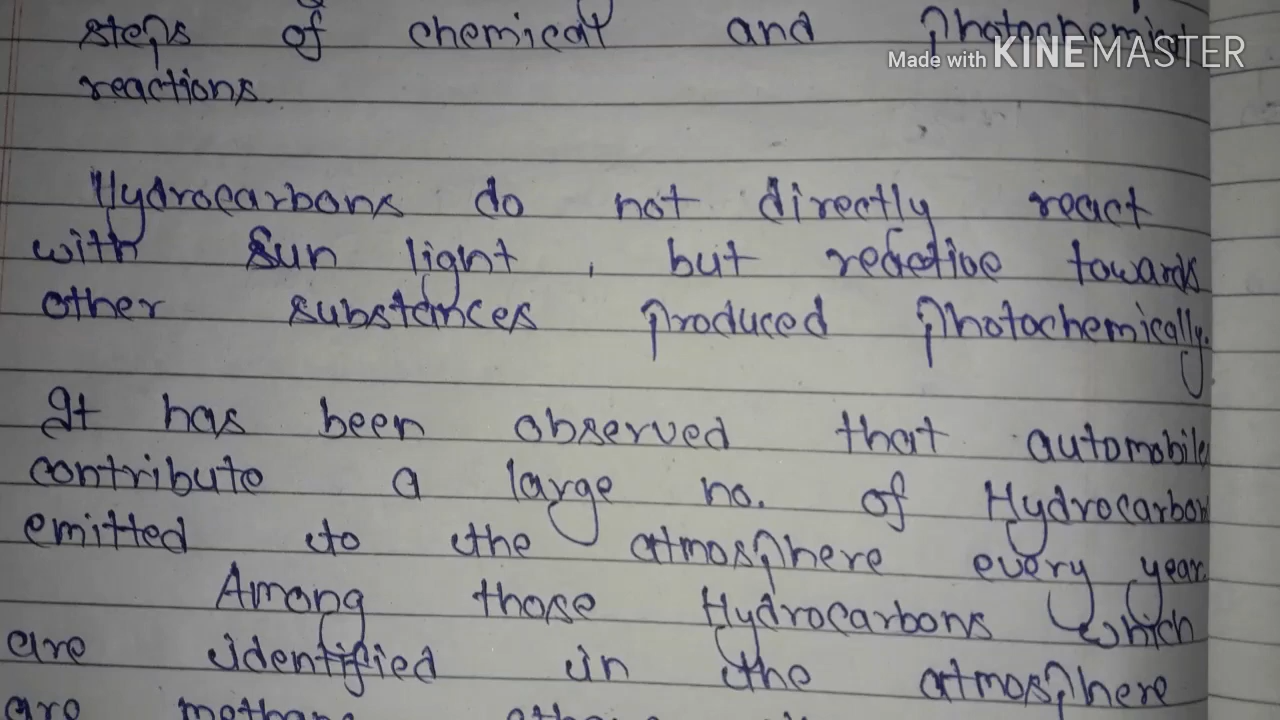 steps of chemical and photochemical
Made with KINEMASTER
reactions.
Hydrocarbons do not directly react
with Sun light, but reactive towards
other substances produced photochemically.
It has been observed that automobile
contribute a large no. of Hydrocarbon
emitted to the atmosphere every year.
Among those Hydrocarbons which
are identified in the atmosphere
are methane